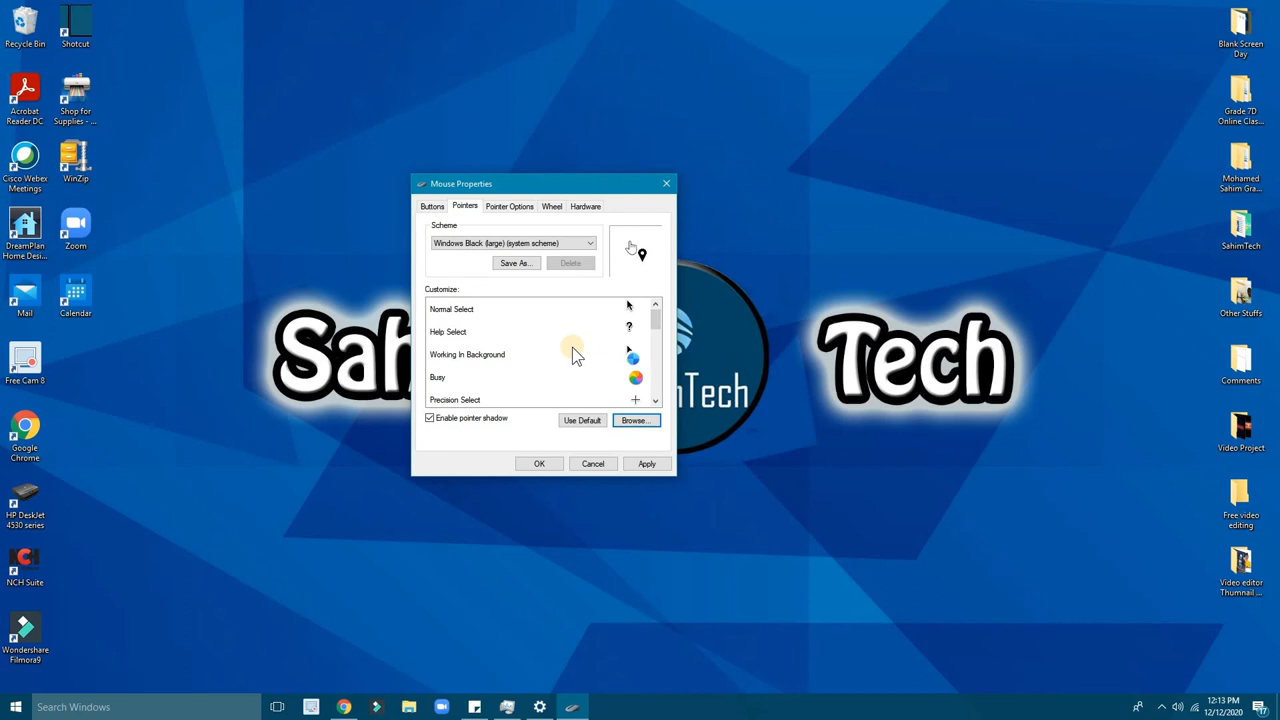 Recycle Bin
Shotcut
Acrobat
Reader DC
Shop for
Supplies - ...
Cisco Webex
Meetings
WinZip
DreamPlan
Home Desi...
Zoom
Mail
Calendar
Free Cam 8
Google
Chrome
HP DeskJet
4530 series
NCH Suite
Wondershare
Filmora9
Sah
Tech
nTech
Mouse Properties
Buttons
Pointers
Pointer Options
Wheel
Hardware
Scheme
Windows Black (large) (system scheme)
Save As...
Delete
Customize:
Normal Select
Help Select
Working In Background
Busy
Precision Select
Enable pointer shadow
Use Default
Browse...
OK
Cancel
Apply
Blank Screen
Day
Grade 7D
Online Clas...
Mohamed
Sahim Gra...
SahimTech
Other Stuffs
Comments
Video Project
Free video
editing
Video editor
Thumnail ...
Search Windows
12:13 PM
12/12/2020
17